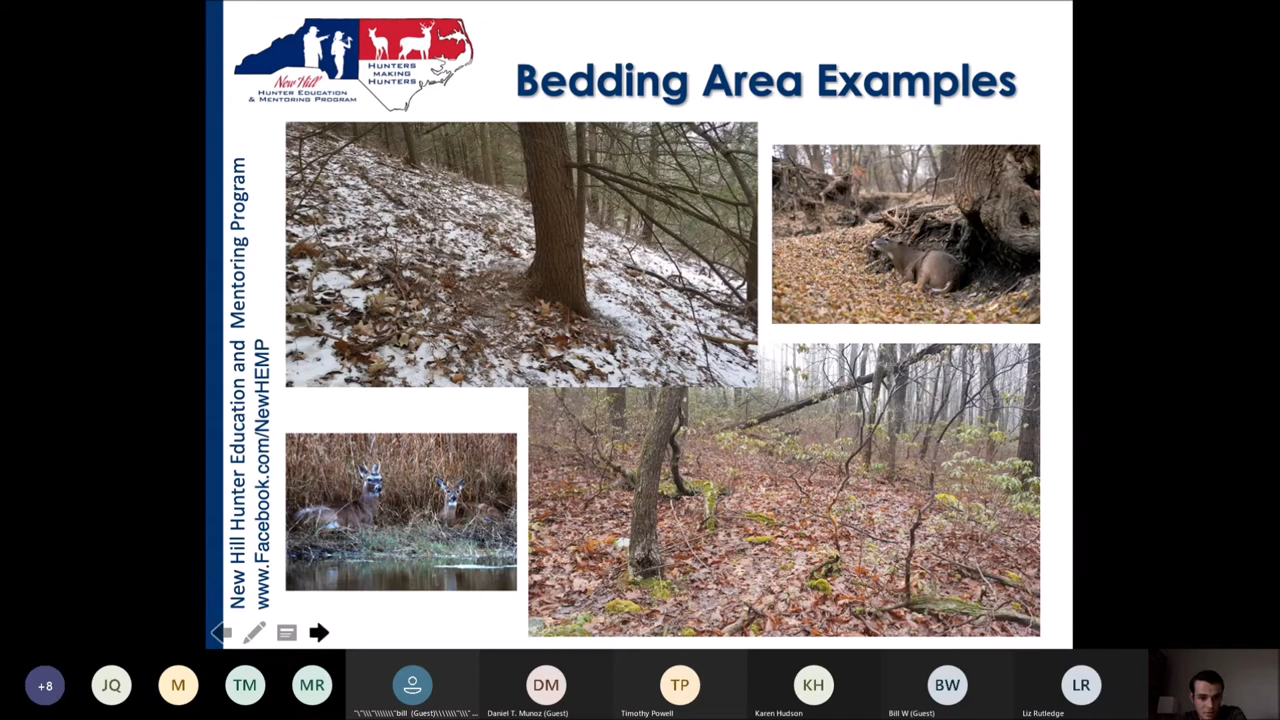 New Hill
HUNTER EDUCATION
& MENTORING PROGRAM
HUNTERS
MAKING
HUNTERS
Bedding Area Examples
New Hill Hunter Education and Mentoring Program
www.Facebook.com/NewHEMP
+8
JQ
M
TM
MR
"\"\\\"\\\\\\\"bill (Guest)\\\\\\\"\\\" ...
DM
Daniel T. Munoz (Guest)
TP
Timothy Powell
KH
Karen Hudson
BW
Bill W (Guest)
LR
Liz Rutledge